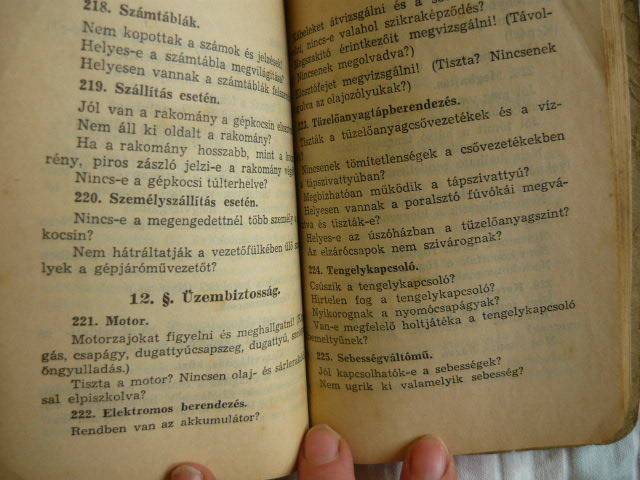 218. Számtáblák.
Nem kopottak a számok és jelzések?
Helyes-e a számtábla megvilágítása?
Helyesen vannak a számtáblák
219. Szállítás esetén.
Jól van a rakomány a gépkocsin
Nem áll ki oldalt a rakomány?
Ha a rakomány hosszabb, mint a
rény, piros zászló jelzi-e a rakomány
Nincs-e a gépkocsi túlterhelve?
220. Személyszállítás esetén.
Nincs-e a megengedettnél több személy a
kocsin?
Nem hátráltatják a vezetőfülkében ülő
lyek a gépjáróművezetőt?
12. §. Üzembiztosság.
221. Motor.
Motorzajokat figyelni és meghallgatni!
gás, csapágy, dugattyúcsapszeg, dugattyú,
öngyulladás.)
Tiszta a motor? Nincsen olaj- és
sal elpiszkolva?
222. Elektromos berendezés.
Rendben van az akkumulátor?
átvizsgálni és a
nincs-e valahol szikraképződés?
érintkezőit megvizsgálni! (Távol-
Nincsenek megolvadva?)
megvizsgálni! (Tiszta? Nincsenek
az olajozólyukak?)
Tüzelőanyagtápberendezés.
Tiszták a tüzelőanyagcsővezetékek és a víz-
Nincsenek tömítetlenségek a csővezetékekben
a tápszivattyúban?
Megbízhatóan működik a tápszivattyú?
Helyesen vannak a poralsztó fúvókái megvá-
és tiszták-e?
Helyes-e az úszóházban a tüzelőanyagszint?
Az elzárócsapok nem szivárognak?
224. Tengelykapcsoló.
Csúszik a tengelykapcsoló?
Hirtelen fog a tengelykapcsoló?
Nyikorognak a nyomócsapágyak?
Van-e megfelelő holtjátéka a tengelykapcsoló
emeltyűnek?
225. Sebességváltómű.
Jól kapcsolhatók-e a sebességek?
Nem ugrik ki valamelyik sebesség?